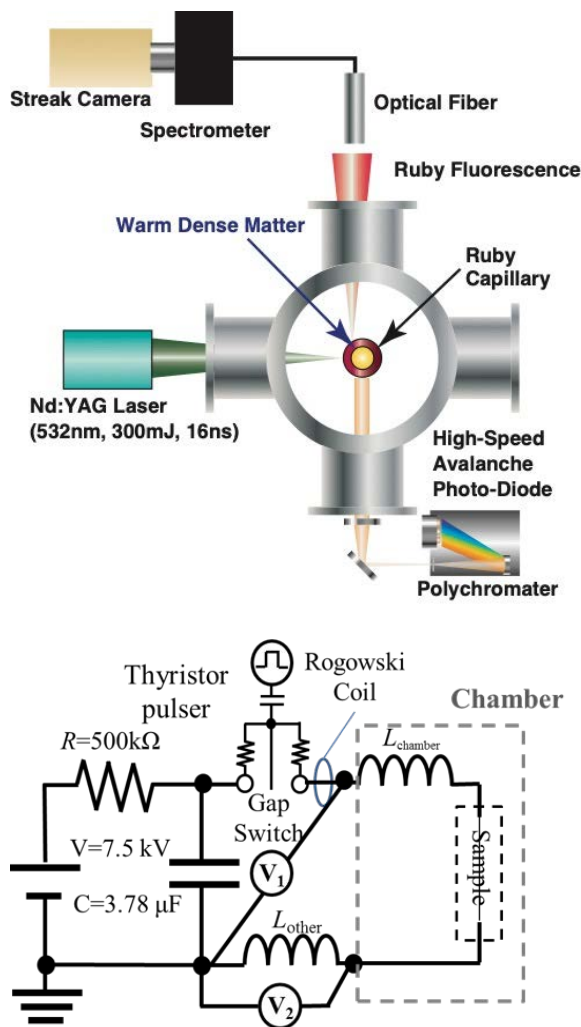 Streak Camera
Spectrometer
Optical Fiber
Ruby Fluorescence
Warm Dense Matter
Ruby
Capillary
Nd:YAG Laser
(532nm, 300mJ, 16ns)
High-Speed
Avalanche
Photo-Diode
Polychromater
Thyristor
pulser
Rogowski
Coil
Chamber
R=500kΩ
Lchamber
Gap
Switch
V=7.5 kV
V1
Sample
C=3.78 μF
Lother
V2